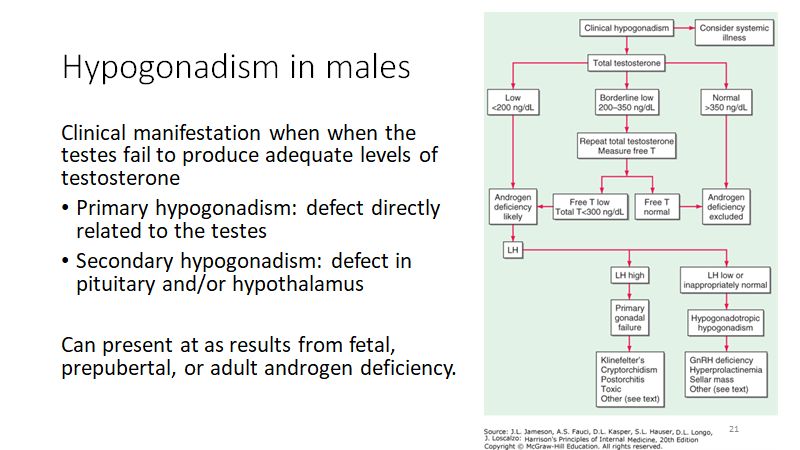 Hypogonadism in males
Clinical manifestation when when the
testes fail to produce adequate levels of
testosterone
• Primary hypogonadism: defect directly
related to the testes
• Secondary hypogonadism: defect in
pituitary and/or hypothalamus
Can present at as results from fetal,
prepubertal, or adult androgen deficiency.
Clinical hypogonadism
Consider systemic
illness
Total testosterone
Low
<200 ng/dL
Borderline low
200–350 ng/dL
Normal
>350 ng/dL
Repeat total testosterone
Measure free T
Androgen
deficiency
likely
Free T low
Total T<300 ng/dL
Free T
normal
Androgen
deficiency
excluded
LH
LH high
LH low or
inappropriately normal
Primary
gonadal
failure
Hypogonadotropic
hypogonadism
Klinefelter's
Cryptorchidism
Postorchitis
Toxic
Other (see text)
GnRH deficiency
Hyperprolactinemia
Sellar mass
Other (see text)
Source: J.L. Jameson, A.S. Fauci, D.L. Kasper, S.L. Hauser, D.L. Longo,
J. Loscalzo: Harrison's Principles of Internal Medicine, 20th Edition
Copyright © McGraw-Hill Education. All rights reserved.
21